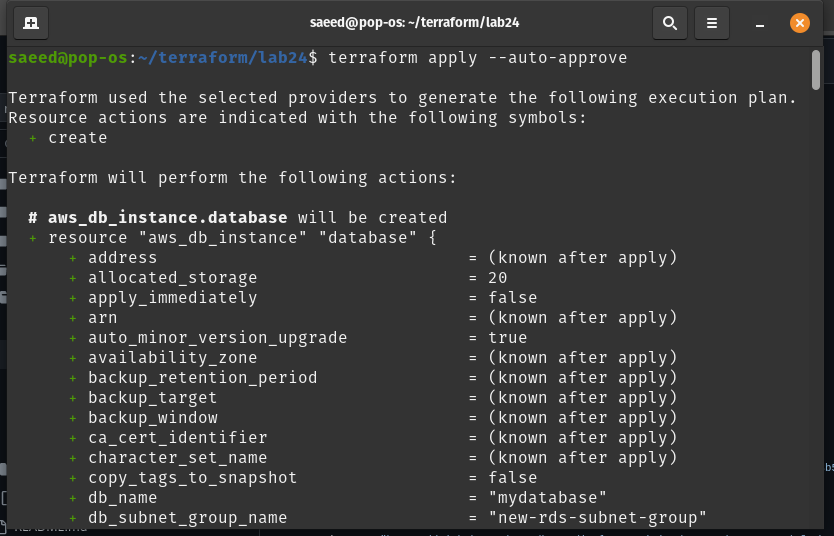 saeed@pop-os: ~/terraform/lab24
saeed@pop-os:~/terraform/lab24$ terraform apply --auto-approve
Terraform used the selected providers to generate the following execution plan.
Resource actions are indicated with the following symbols:
+ create
Terraform will perform the following actions:
# aws_db_instance.database will be created
+ resource "aws_db_instance" "database" {
+ address = (known after apply)
+ allocated_storage = 20
+ apply_immediately = false
+ arn = (known after apply)
+ auto_minor_version_upgrade = true
+ availability_zone = (known after apply)
+ backup_retention_period = (known after apply)
+ backup_target = (known after apply)
+ backup_window = (known after apply)
+ ca_cert_identifier = (known after apply)
+ character_set_name = (known after apply)
+ copy_tags_to_snapshot = false
+ db_name = "mydatabase"
+ db_subnet_group_name = "new-rds-subnet-group"